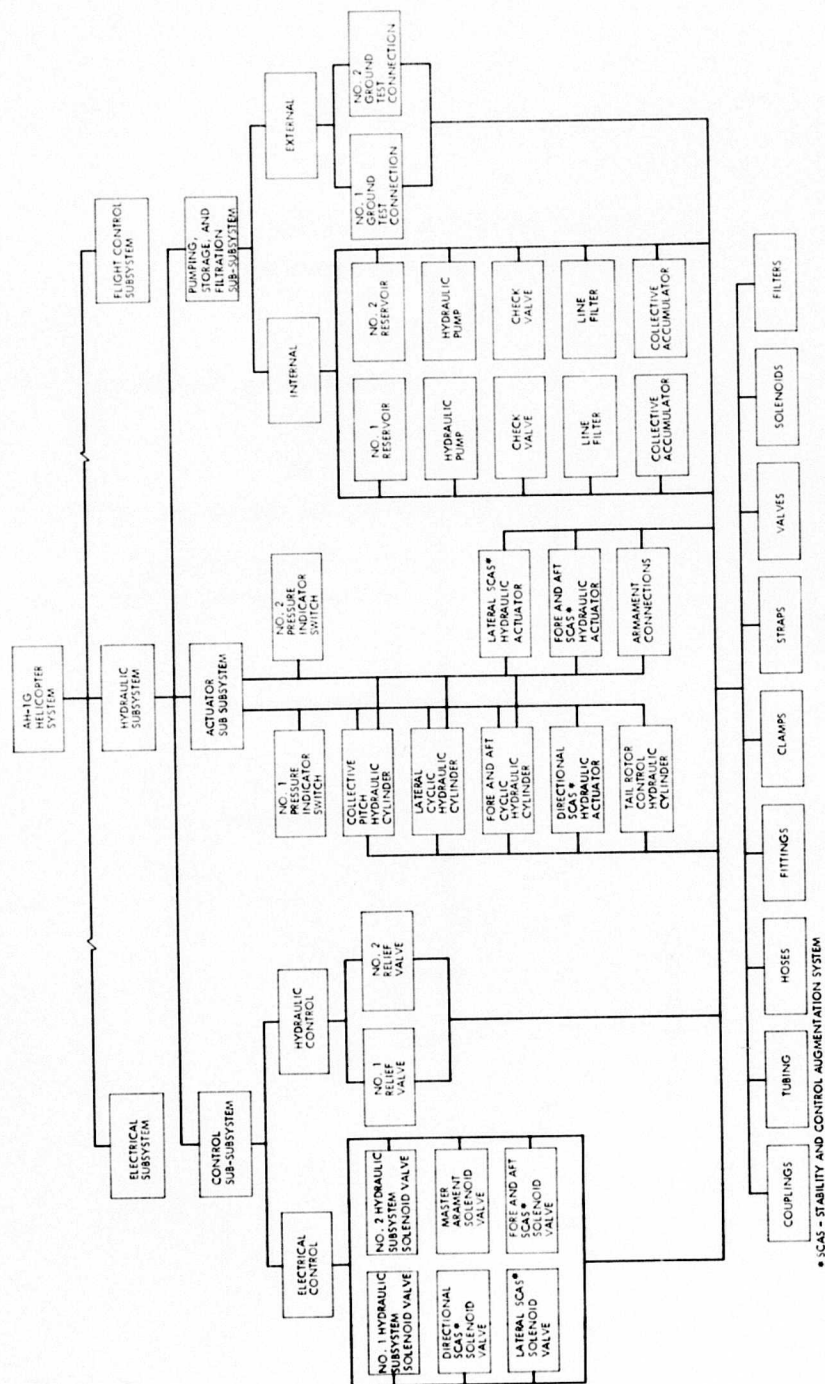 AH-1G
HELICOPTER
SYSTEM
ELECTRICAL
SUBSYSTEM
HYDRAULIC
SUBSYSTEM
FLIGHT CONTROL
SUBSYSTEM
CONTROL
SUB-SUBSYSTEM
ACTUATOR
SUB SUBSYSTEM
PUMPING,
STORAGE, AND
FILTRATION
SUB-SUBSYSTEM
ELECTRICAL
CONTROL
HYDRAULIC
CONTROL
NO. 1
PRESSURE
INDICATOR
SWITCH
NO. 2
PRESSURE
INDICATOR
SWITCH
INTERNAL
EXTERNAL
NO. 1 HYDRAULIC
SUBSYSTEM
SOLENOID VALVE
NO. 2 HYDRAULIC
SUBSYSTEM
SOLENOID VALVE
DIRECTIONAL
SCAS*
SOLENOID
VALVE
MASTER
ARAMENT
SOLENOID
VALVE
LATERAL SCAS*
SOLENOID
VALVE
FORE AND AFT
SCAS*
SOLENOID
VALVE
NO. 1
RELIEF
VALVE
NO. 2
RELIEF
VALVE
COLLECTIVE
PITCH
HYDRAULIC
CYLINDER
LATERAL
CYCLIC
HYDRAULIC
CYLINDER
FORE AND AFT
CYCLIC
HYDRAULIC
CYLINDER
DIRECTIONAL
SCAS*
HYDRAULIC
ACTUATOR
TAIL ROTOR
CONTROL
HYDRAULIC
CYLINDER
LATERAL SCAS*
HYDRAULIC
ACTUATOR
FORE AND AFT
SCAS*
HYDRAULIC
ACTUATOR
ARMAMENT
CONNECTIONS
NO. 1
RESERVOIR
NO. 2
RESERVOIR
HYDRAULIC
PUMP
HYDRAULIC
PUMP
CHECK
VALVE
CHECK
VALVE
LINE
FILTER
LINE
FILTER
COLLECTIVE
ACCUMULATOR
COLLECTIVE
ACCUMULATOR
NO. 1
GROUND
TEST
CONNECTION
NO. 2
GROUND
TEST
CONNECTION
COUPLINGS
TUBING
HOSES
FITTINGS
CLAMPS
STRAPS
VALVES
SOLENOIDS
FILTERS
* SCAS - STABILITY AND CONTROL AUGMENTATION SYSTEM